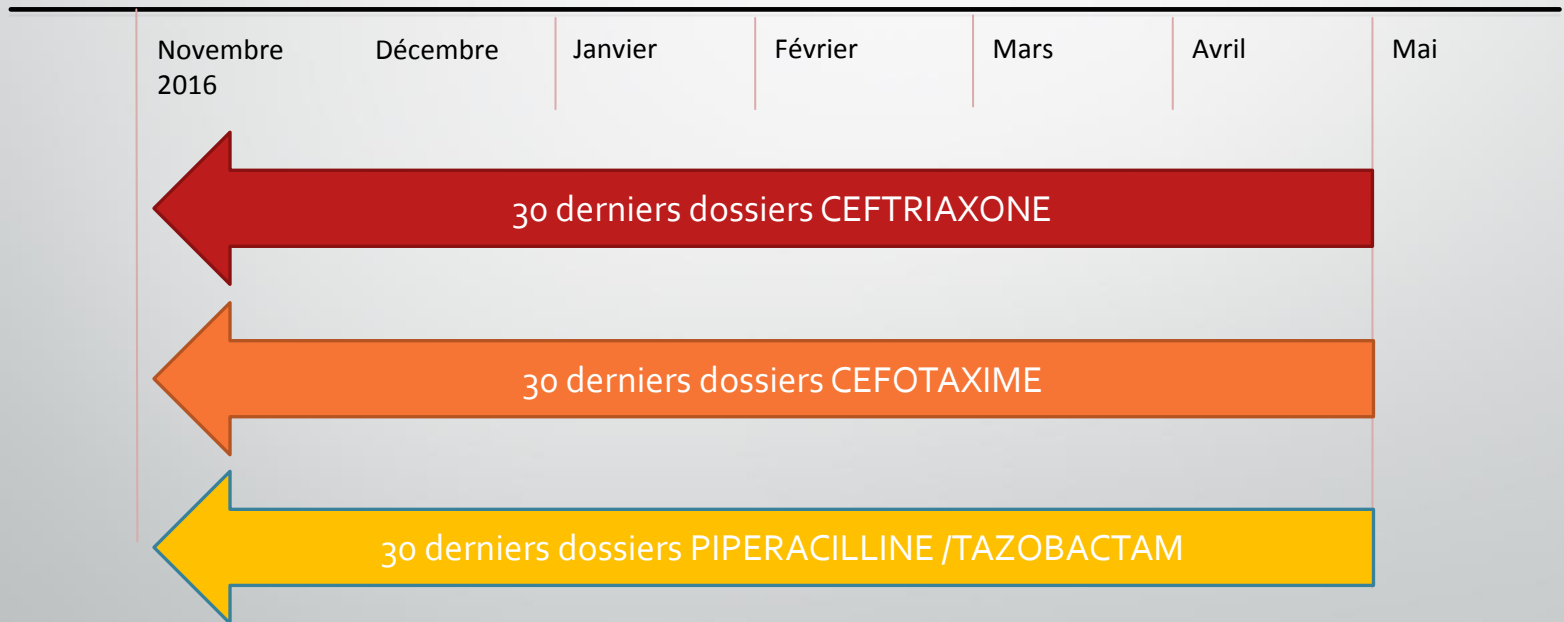 Novembre
2016
Décembre
Janvier
Février
Mars
Avril
Mai
30 derniers dossiers CEFTRIAXONE
30 derniers dossiers CEFOTAXIME
30 derniers dossiers PIPERACILLINE /TAZOBACTAM